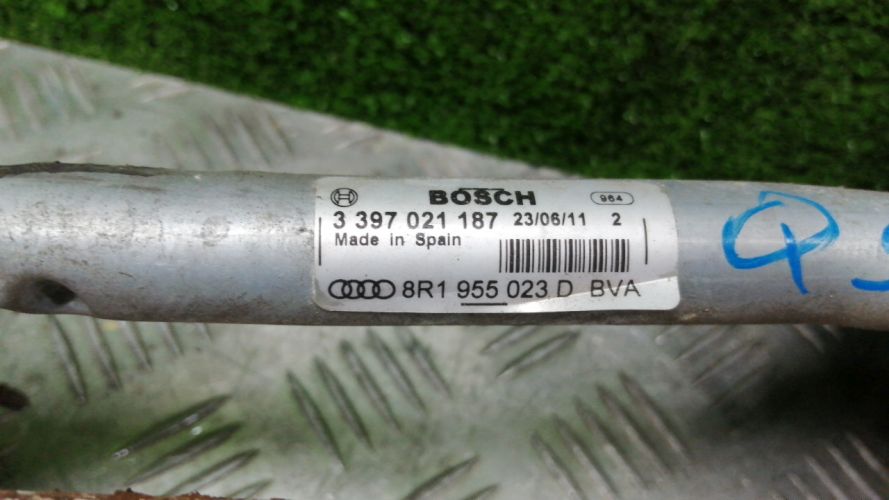 BOSCH 964
3 397 021 187 23/06/11 2
Made in Spain
8R1 955 023 D BVA